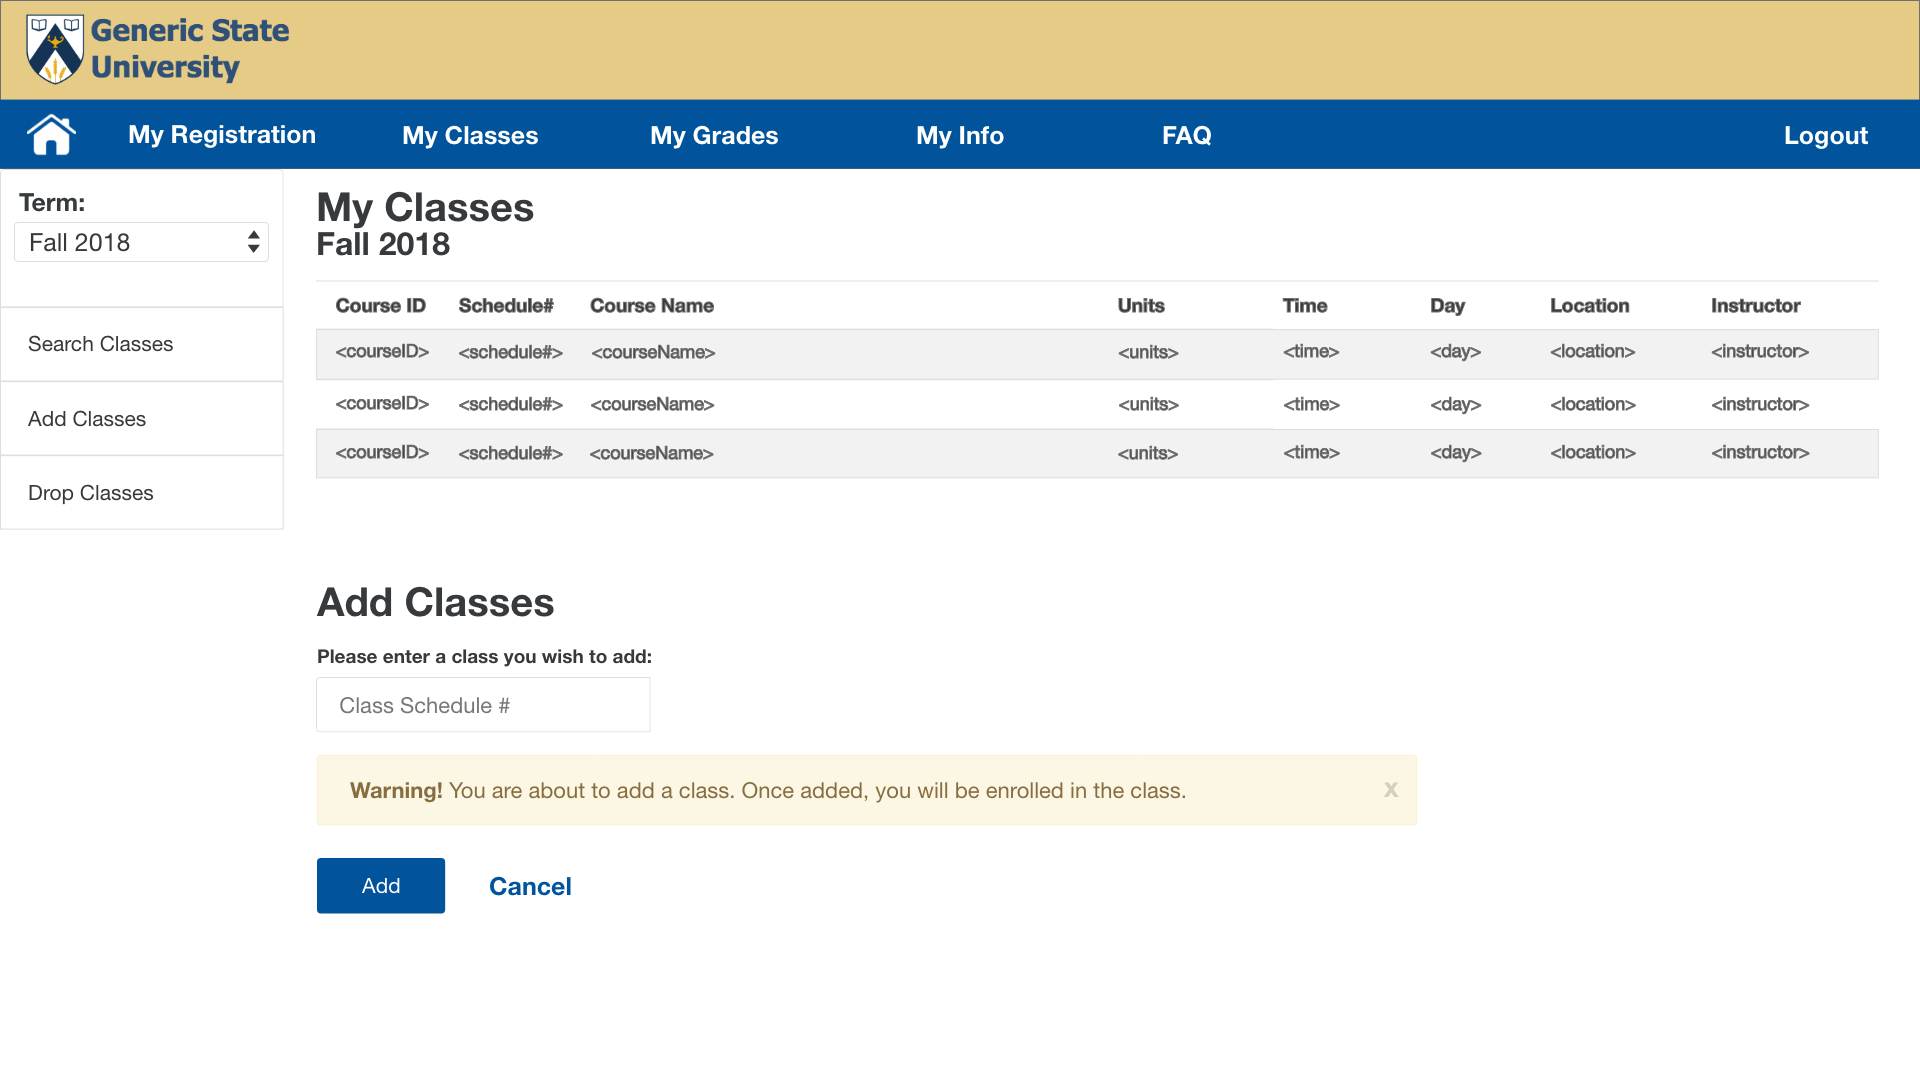 Generic State
University
My Registration My Classes My Grades My Info FAQ Logout
Term:
Fall 2018
Search Classes
Add Classes
Drop Classes
My Classes
Fall 2018
Course ID Schedule# Course Name Units Time Day Location Instructor
<courseID> <schedule#> <courseName> <units> <time> <day> <location> <instructor>
<courseID> <schedule#> <courseName> <units> <time> <day> <location> <instructor>
<courseID> <schedule#> <courseName> <units> <time> <day> <location> <instructor>
Add Classes
Please enter a class you wish to add:
Class Schedule #
Warning! You are about to add a class. Once added, you will be enrolled in the class. x
Add Cancel